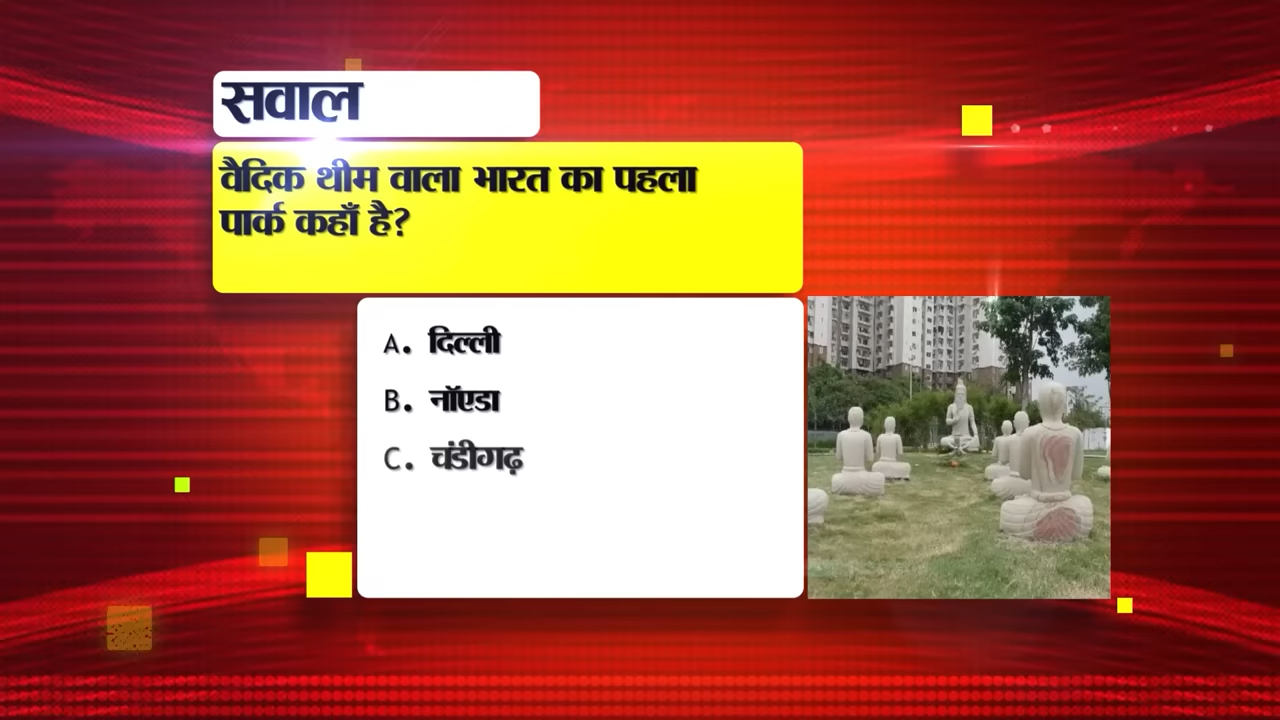 सवाल
वैदिक थीम वाला भारत का पहला
पार्क कहाँ है?
A. दिल्ली
B. नॉएडा
C. चंडीगढ़